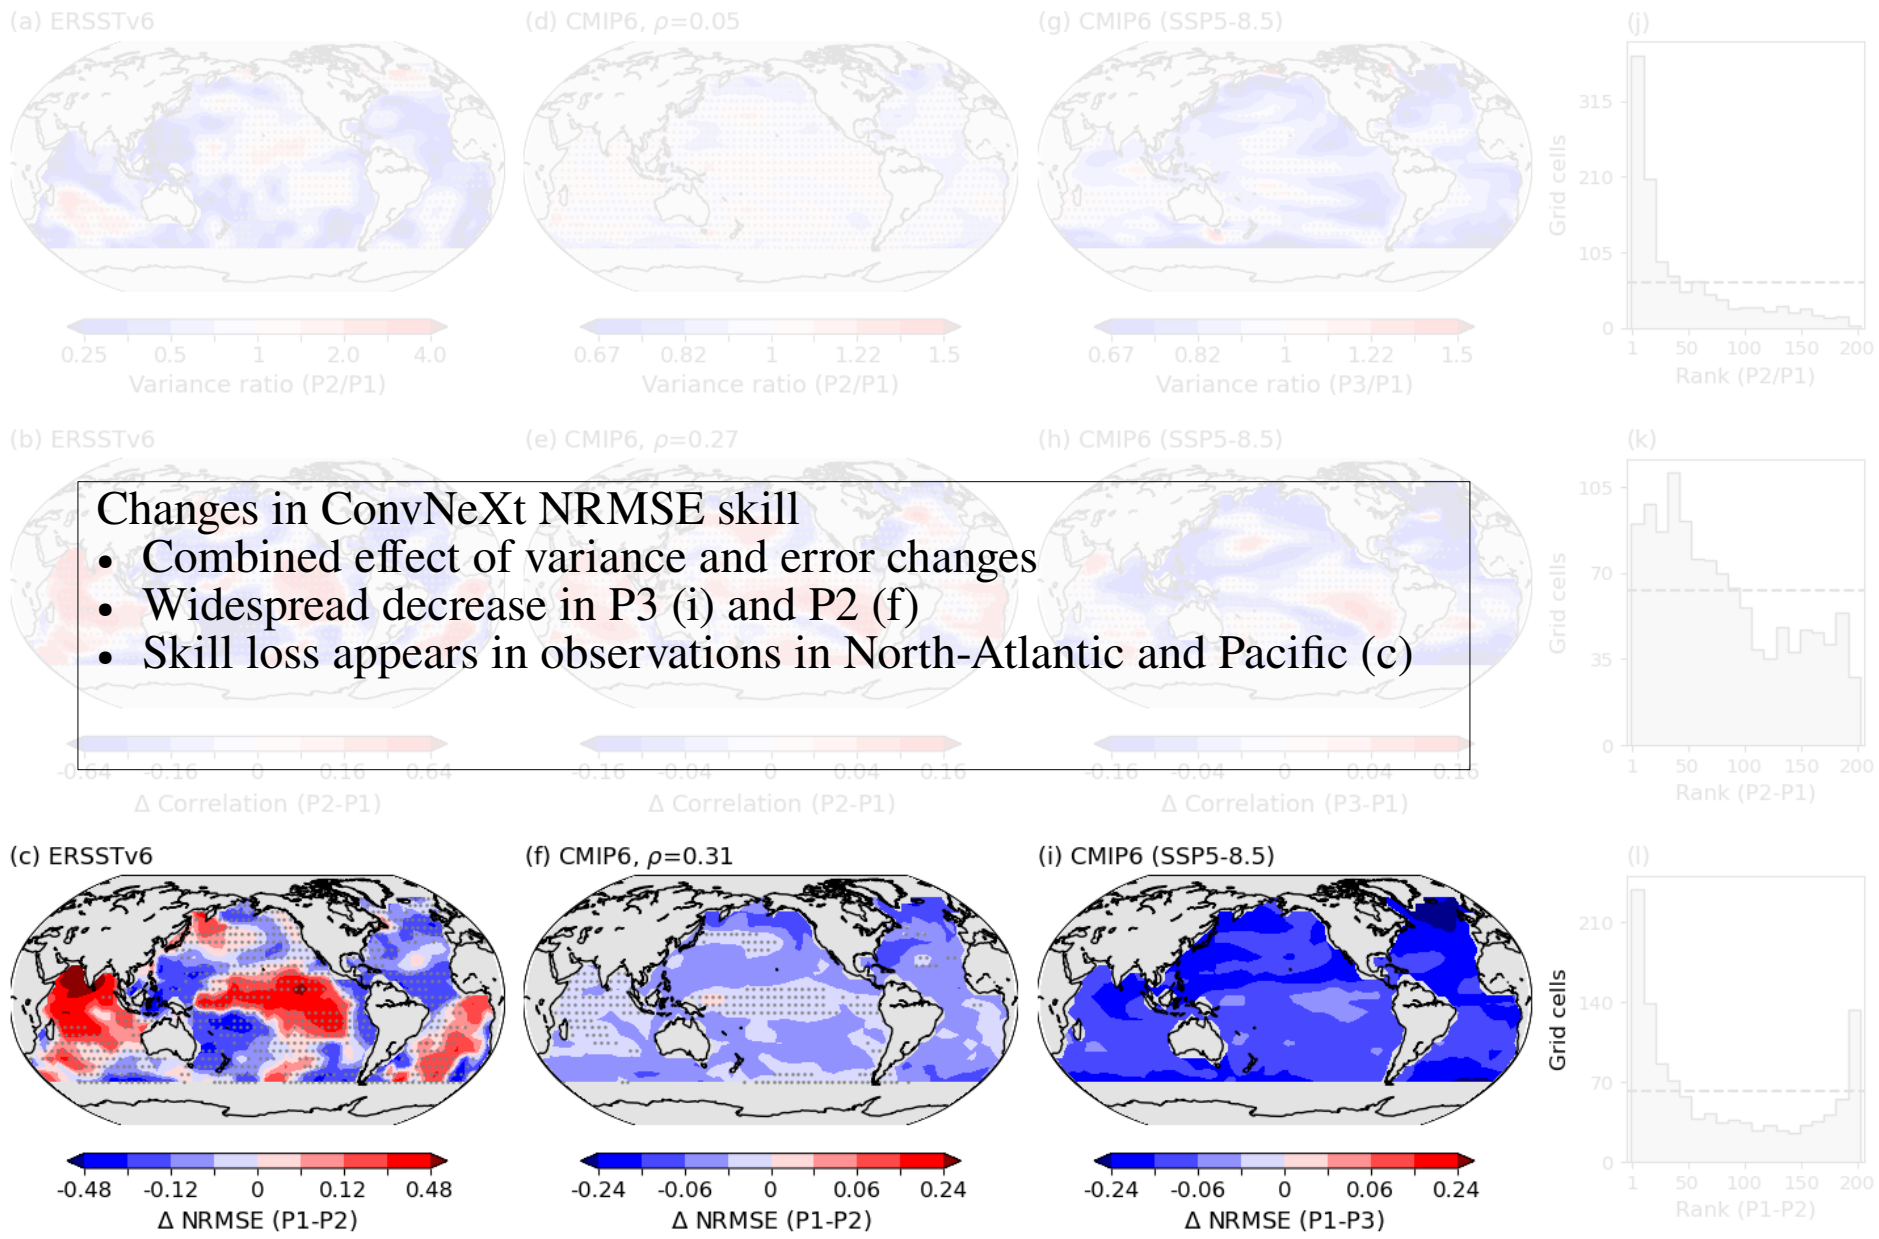 (a) ERSSTv6
(d) CMIP6, ρ=0.05
(g) CMIP6 (SSP5-8.5)
(j)
315
210
105
0
Grid cells
1 50 100 150 200
Rank (P2/P1)
0.25 0.5 1 2.0 4.0
Variance ratio (P2/P1)
0.67 0.82 1 1.22 1.5
Variance ratio (P2/P1)
0.67 0.82 1 1.22 1.5
Variance ratio (P3/P1)
(b) ERSSTv6
(e) CMIP6, ρ=0.27
(h) CMIP6 (SSP5-8.5)
(k)
105
70
35
0
Grid cells
1 50 100 150 200
Rank (P2-P1)
Changes in ConvNeXt NRMSE skill
• Combined effect of variance and error changes
• Widespread decrease in P3 (i) and P2 (f)
• Skill loss appears in observations in North-Atlantic and Pacific (c)
-0.64 -0.16 0 0.16 0.64
Δ Correlation (P2-P1)
-0.16 -0.04 0 0.04 0.16
Δ Correlation (P2-P1)
-0.16 -0.04 0 0.04 0.16
Δ Correlation (P3-P1)
(c) ERSSTv6
(f) CMIP6, ρ=0.31
(i) CMIP6 (SSP5-8.5)
(l)
210
140
70
0
Grid cells
1 50 100 150 200
Rank (P1-P2)
-0.48 -0.12 0 0.12 0.48
Δ NRMSE (P1-P2)
-0.24 -0.06 0 0.06 0.24
Δ NRMSE (P1-P2)
-0.24 -0.06 0 0.06 0.24
Δ NRMSE (P1-P3)